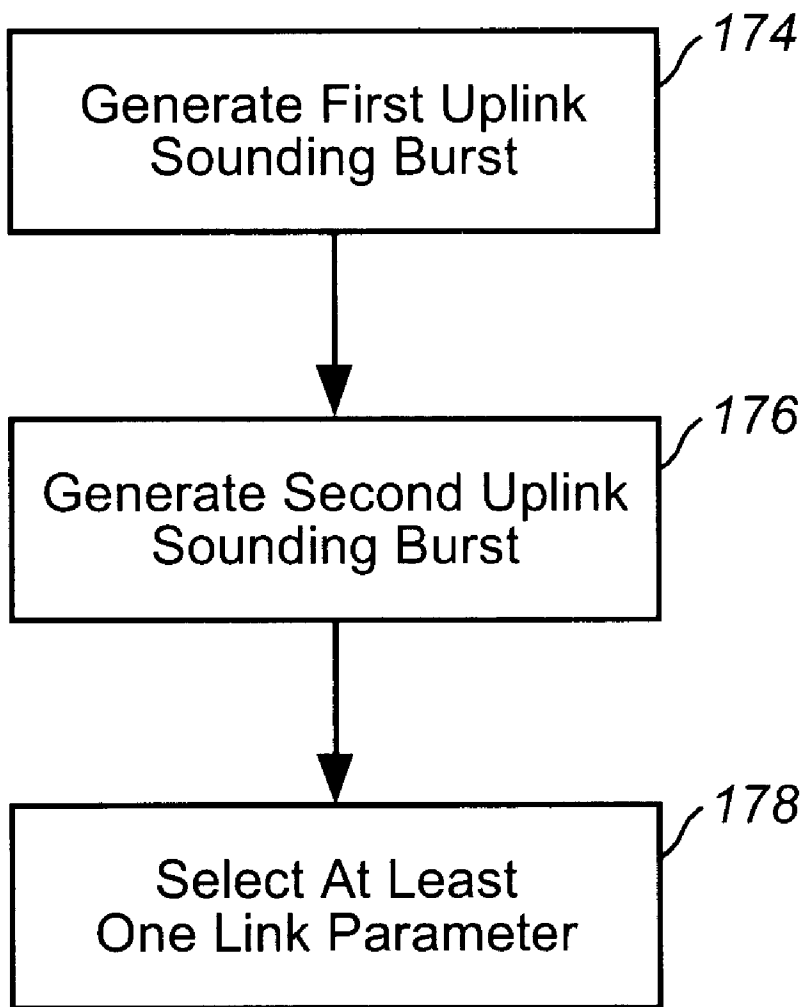 174
Generate First Uplink
Sounding Burst
176
Generate Second Uplink
Sounding Burst
178
Select At Least
One Link Parameter